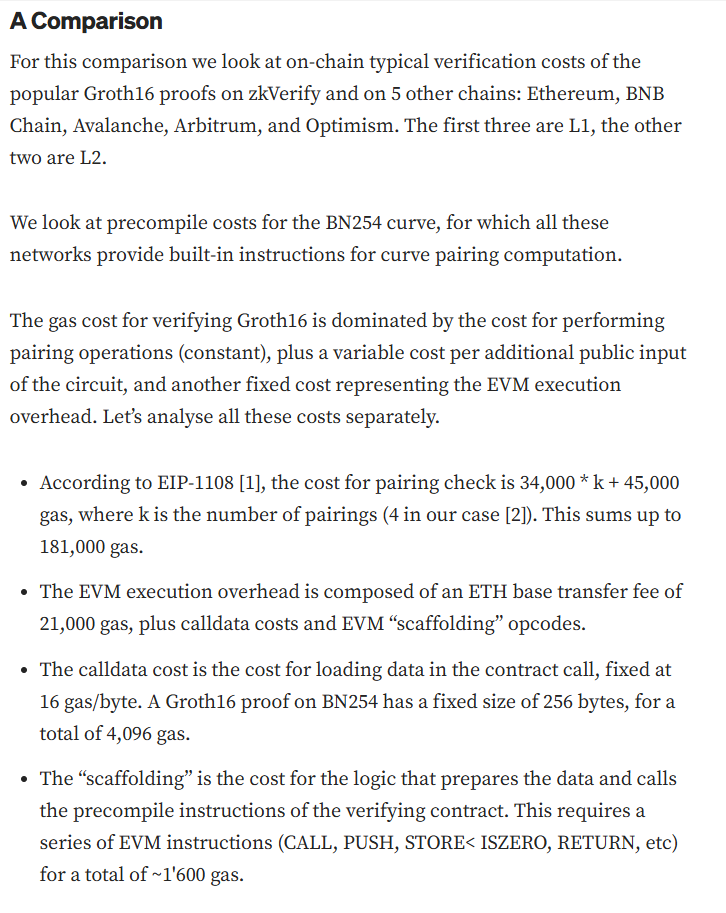 A Comparison
For this comparison we look at on-chain typical verification costs of the
popular Groth16 proofs on zkVerify and on 5 other chains: Ethereum, BNB
Chain, Avalanche, Arbitrum, and Optimism. The first three are L1, the other
two are L2.
We look at precompile costs for the BN254 curve, for which all these
networks provide built-in instructions for curve pairing computation.
The gas cost for verifying Groth16 is dominated by the cost for performing
pairing operations (constant), plus a variable cost per additional public input
of the circuit, and another fixed cost representing the EVM execution
overhead. Let’s analyse all these costs separately.
• According to EIP-1108 [1], the cost for pairing check is 34,000 * k + 45,000
gas, where k is the number of pairings (4 in our case [2]). This sums up to
181,000 gas.
• The EVM execution overhead is composed of an ETH base transfer fee of
21,000 gas, plus calldata costs and EVM “scaffolding” opcodes.
• The calldata cost is the cost for loading data in the contract call, fixed at
16 gas/byte. A Groth16 proof on BN254 has a fixed size of 256 bytes, for a
total of 4,096 gas.
• The “scaffolding” is the cost for the logic that prepares the data and calls
the precompile instructions of the verifying contract. This requires a
series of EVM instructions (CALL, PUSH, STORE< ISZERO, RETURN, etc)
for a total of ~1'600 gas.